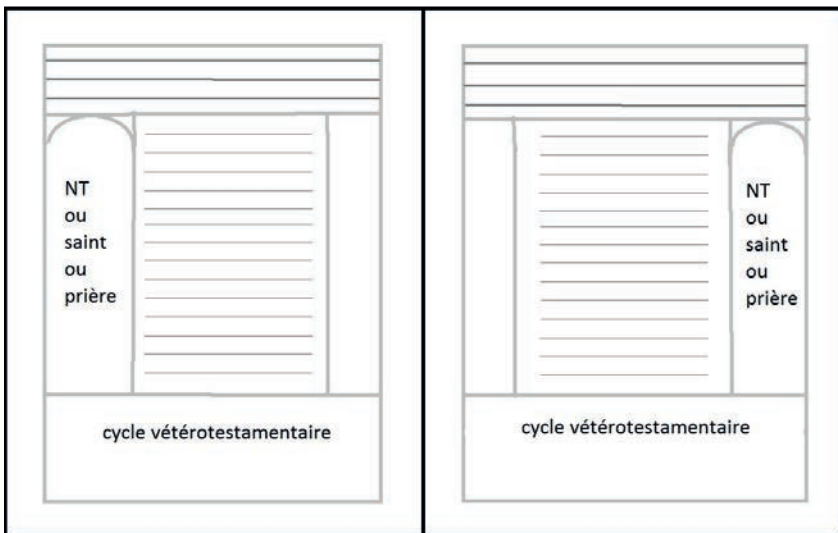 NT
ou
saint
ou
prière
cycle vétérotestamentaire
NT
ou
saint
ou
prière
cycle vétérotestamentaire